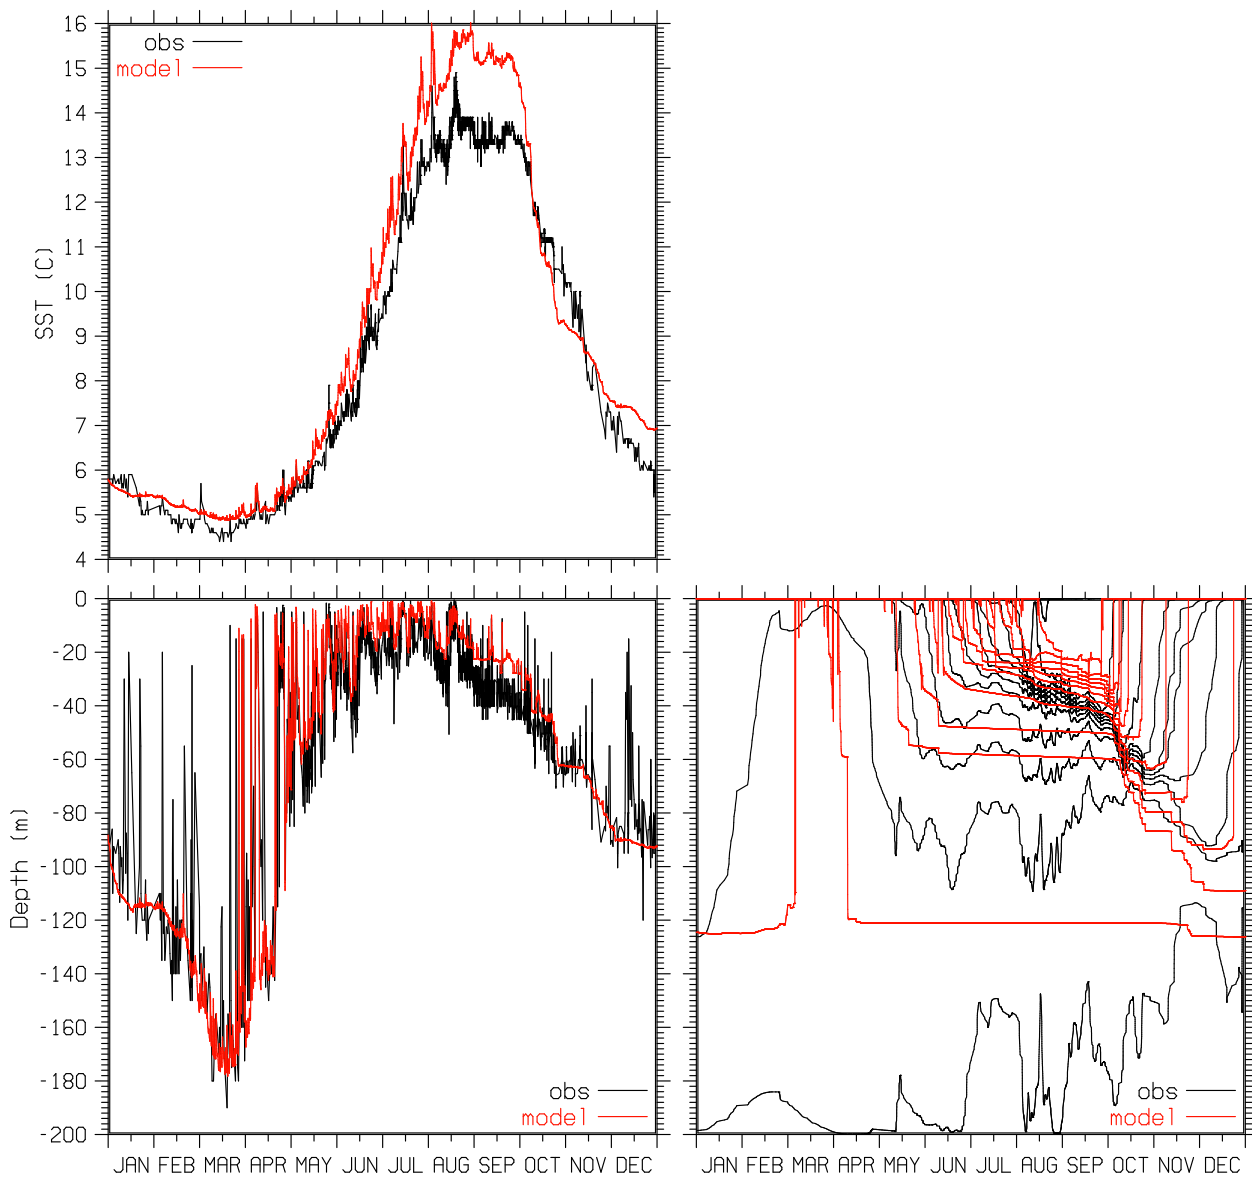 16
obs
model
15
14
13
12
11
10
9
8
7
6
5
4
SST (C)
0
-20
-40
-60
-80
-100
-120
-140
-160
-180
-200
Depth (m)
obs
model
JAN FEB MAR APR MAY JUN JUL AUG SEP OCT NOV DEC
obs
model
JAN FEB MAR APR MAY JUN JUL AUG SEP OCT NOV DEC